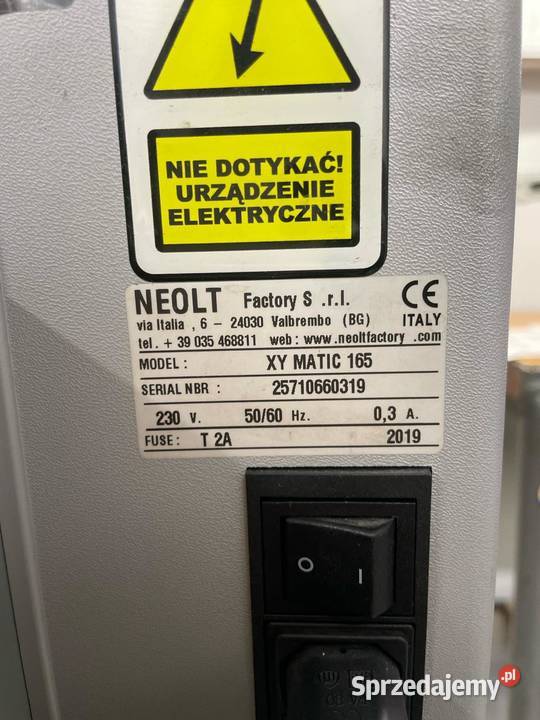 NIE DOTYKAĆ!
URZĄDZENIE
ELEKTRYCZNE
NEOLT Factory S .r.l. CE
via Italia , 6 - 24030 Valbrembo (BG) ITALY
tel. + 39 035 468811 web: www.neoltfactory .com
MODEL : XY MATIC 165
SERIAL NBR : 25710660319
230 V. 50/60 Hz. 0,3 A.
FUSE: T 2A 2019
O I
Sprzedajemy.pl